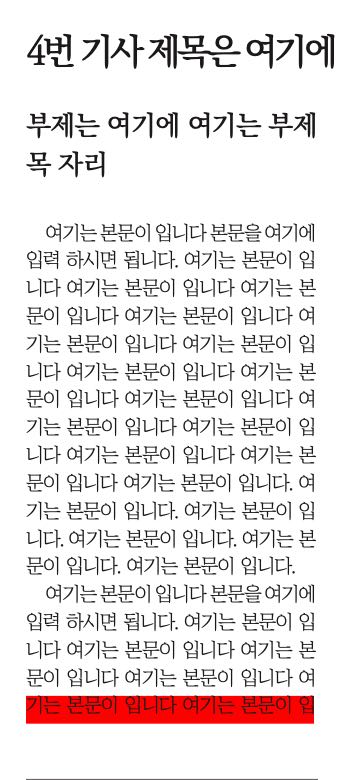 4번 기사 제목은 여기에
부제는 여기에 여기는 부제
목 자리
여기는 본문이 입니다 본문을 여기에
입력 하시면 됩니다. 여기는 본문이 입
니다 여기는 본문이 입니다 여기는 본
문이 입니다 여기는 본문이 입니다 여
기는 본문이 입니다 여기는 본문이 입
니다 여기는 본문이 입니다 여기는 본
문이 입니다 여기는 본문이 입니다 여
기는 본문이 입니다 여기는 본문이 입
니다 여기는 본문이 입니다 여기는 본
문이 입니다 여기는 본문이 입니다. 여
기는 본문이 입니다. 여기는 본문이 입
니다. 여기는 본문이 입니다. 여기는 본
문이 입니다. 여기는 본문이 입니다.
여기는 본문이 입니다 본문을 여기에
입력 하시면 됩니다. 여기는 본문이 입
니다 여기는 본문이 입니다 여기는 본
문이 입니다 여기는 본문이 입니다 여
기는 본문이 입니다 여기는 본문이 입